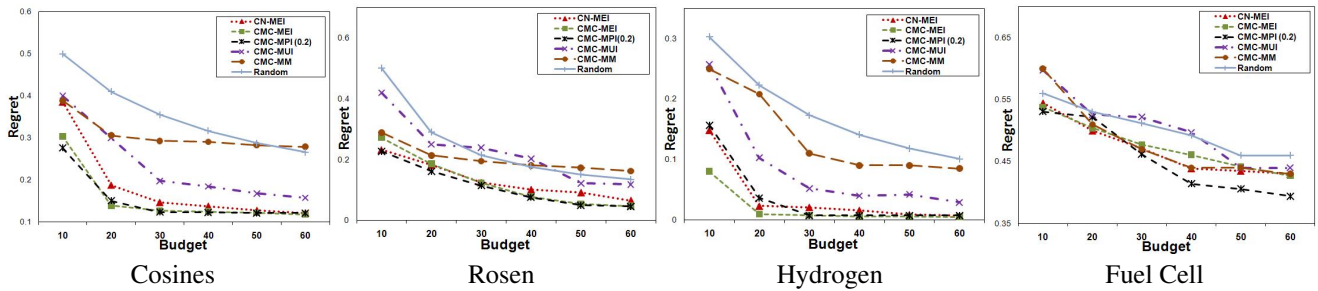 0.6
0.5
0.4
0.3
0.2
0.1
Regret
CN-MEI
CMC-MEI
CMC-MPI (0.2)
CMC-MUI
CMC-MM
Random
10 20 30 40 50 60
Budget
Cosines
0.6
0.4
0.2
0
Regret
CN-MEI
CMC-MEI
CMC-MPI(0.2)
CMC-MUI
CMC-MM
Random
10 20 30 40 50 60
Budget
Rosen
0.3
0.2
0.1
0
Regret
CN-MEI
CMC-MEI
CMC-MPI (0.2)
CMC-MUI
CMC-MM
Random
10 20 30 40 50 60
Budget
Hydrogen
0.65
0.55
0.45
0.35
Regret
CN-MEI
CMC-MEI
CMC-MPI (0.2)
CMC-MUI
CMC-MM
Random
10 20 30 40 50 60
Budget
Fuel Cell